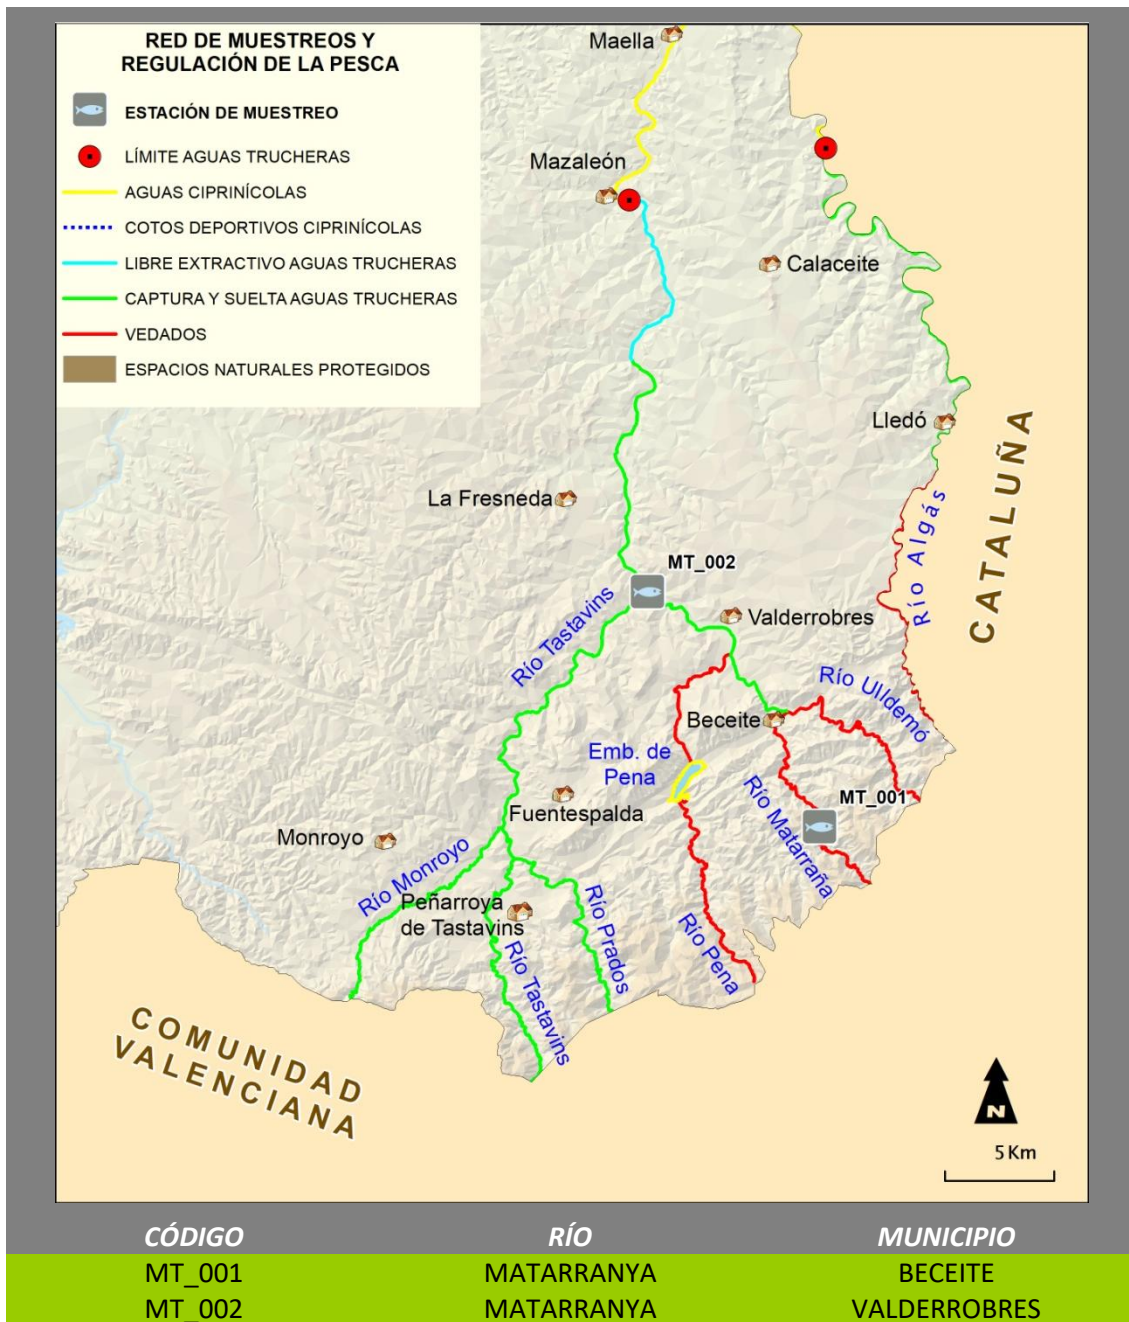 RED DE MUESTREOS Y
REGULACIÓN DE LA PESCA
ESTACIÓN DE MUESTREO
LÍMITE AGUAS TRUCHERAS
AGUAS CIPRINÍCOLAS
COTOS DEPORTIVOS CIPRINÍCOLAS
LIBRE EXTRACTIVO AGUAS TRUCHERAS
CAPTURA Y SUELTA AGUAS TRUCHERAS
VEDADOS
ESPACIOS NATURALES PROTEGIDOS
Maella
Mazaleón
Calaceite
Lledó
CATALUÑA
La Fresneda
Río Algás
MT_002
Río Tastavins
Valderrobres
Río Ulldemó
Beceite
Emb. de
Pena
MT_001
Río Matarraña
Fuentespalda
Monroyo
Río Monroyo
Peñarroya
de Tastavins
Río Prados
Río Pena
Río Tastavins
COMUNIDAD
VALENCIANA
N
5 Km
CÓDIGO RÍO MUNICIPIO
MT_001 MATARRANYA BECEITE
MT_002 MATARRANYA VALDERROBRES